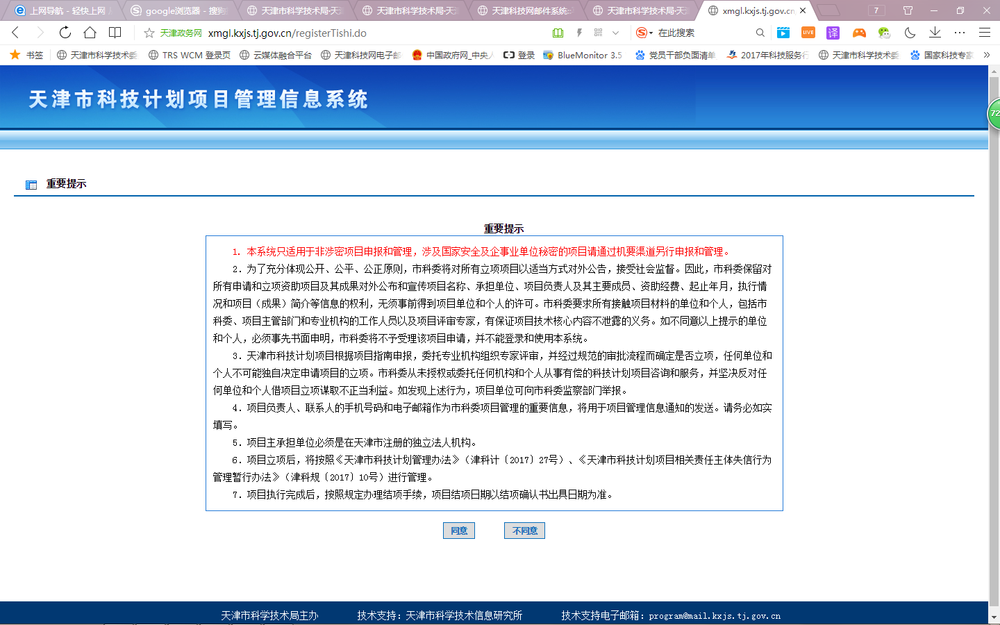 上网导航 - 轻快上网
google浏览器 - 搜狗
天津市科学技术局-天
天津市科学技术局-天
天津科技网邮件系统::
天津市科学技术局-天
xmgl.kxjs.tj.gov.cn
7
天津政务网 xmgl.kxjs.tj.gov.cn/registerTishi.do
在此搜索
LIVE
译
书签
天津市科学技术委
TRS WCM 登录页
云媒体融合平台
天津科技网电子邮
中国政府网_中央
登录
BlueMonitor 3.5
党员干部负面清单
2017年科技服务行
天津市科学技术委
国家科技专家
天津市科技计划项目管理信息系统
72
重要提示
重要提示
1. 本系统只适用于非涉密项目申报和管理，涉及国家安全及企事业单位秘密的项目请通过机要渠道另行申报和管理。
2. 为了充分体现公开、公平、公正原则，市科委将对所有立项项目以适当方式对外公告，接受社会监督。因此，市科委保留对
所有申请和立项资助项目及其成果对外公布和宣传项目名称、承担单位、项目负责人及其主要成员、资助经费、起止年月，执行情
况和项目（成果）简介等信息的权利，无须事前得到项目单位和个人的许可。市科委要求所有接触项目材料的单位和个人，包括市
科委、项目主管部门和专业机构的工作人员以及项目评审专家，有保证项目技术核心内容不泄露的义务。如不同意以上提示的单位
和个人，必须事先书面申明，市科委将不予受理该项目申请，并不能登录和使用本系统。
3. 天津市科技计划项目根据项目指南申报，委托专业机构组织专家评审，并经过规范的审批流程而确定是否立项，任何单位和
个人不可能独自决定申请项目的立项。市科委从未授权或委托任何机构和个人从事有偿的科技计划项目咨询和服务，并坚决反对任
何单位和个人借项目立项谋取不正当利益。如发现上述行为，项目单位可向市科委监察部门举报。
4. 项目负责人、联系人的手机号码和电子邮箱作为市科委项目管理的重要信息，将用于项目管理信息通知的发送。请务必如实
填写。
5. 项目主承担单位必须是在天津市注册的独立法人机构。
6. 项目立项后，将按照《天津市科技计划管理办法》（津科计〔2017〕27号）、《天津市科技计划项目相关责任主体失信行为
管理暂行办法》（津科规〔2017〕10号）进行管理。
7. 项目执行完成后，按照规定办理结项手续，项目结项日期以结项确认书出具日期为准。
同意
不同意
天津市科学技术局主办 技术支持：天津市科学技术信息研究所 技术支持电子邮箱：program@mail.kxjs.tj.gov.cn